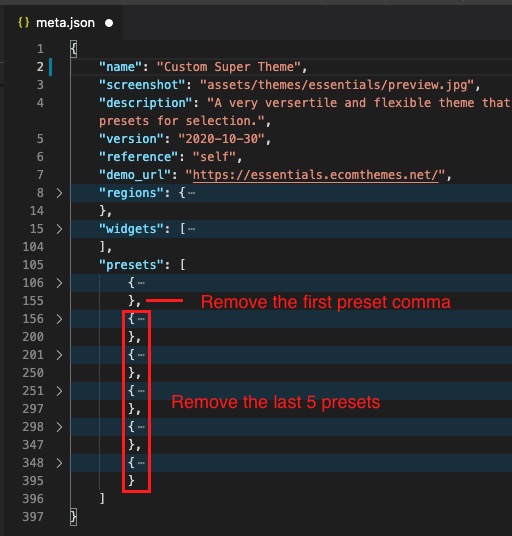 {} meta.json ●
1 {
2 "name": "Custom Super Theme",
3 "screenshot": "assets/themes/essentials/preview.jpg",
4 "description": "A very versertile and flexible theme that
presets for selection.",
5 "version": "2020-10-30",
6 "reference": "self",
7 "demo_url": "https://essentials.ecomthemes.net/",
8 > "regions": {⋯
14 },
15 > "widgets": [⋯
104 ],
105 "presets": [
106 > {⋯
155 }, Remove the first preset comma
156 > {⋯
200 },
201 > {⋯
250 },
251 > {⋯
297 }, Remove the last 5 presets
298 > {⋯
347 },
348 > {⋯
395 }
396 ]
397 }